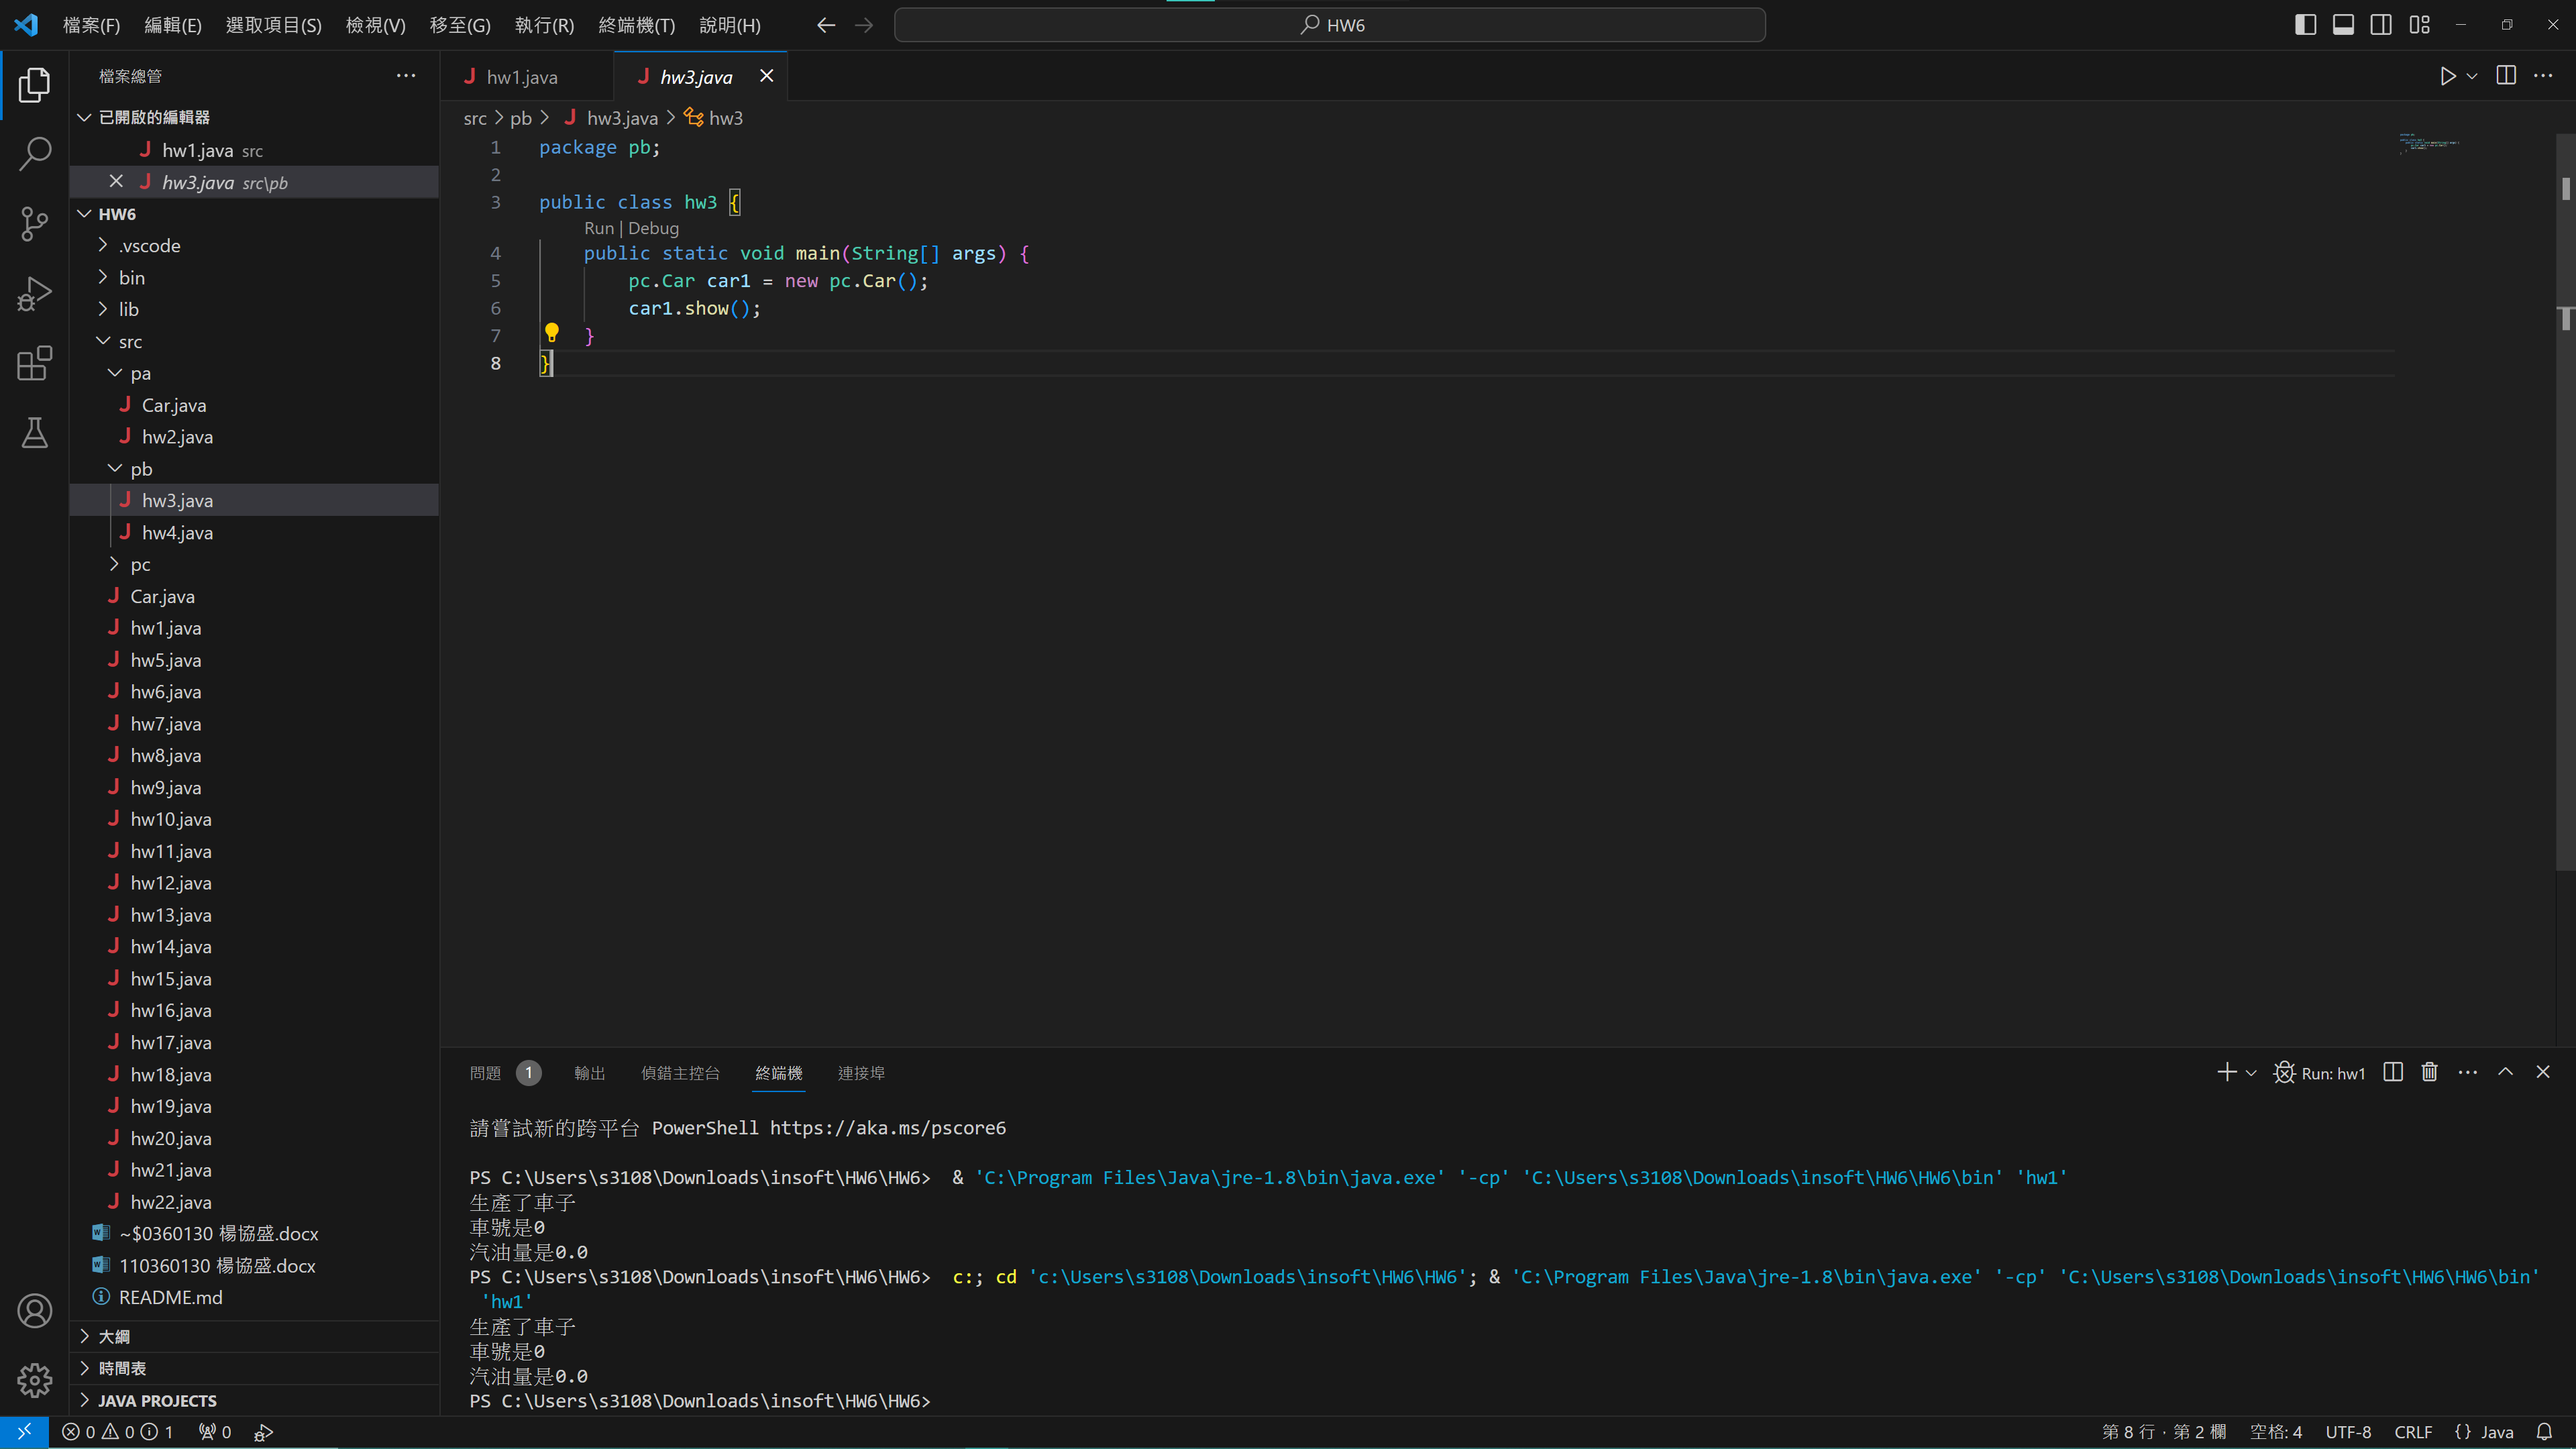 檔案(F) 編輯(E) 選取項目(S) 檢視(V) 移至(G) 執行(R) 終端機(T) 說明(H)
HW6
檔案總管
已開啟的編輯器
hw1.java src
hw3.java src\pb
HW6
.vscode
bin
lib
src
pa
Car.java
hw2.java
pb
hw3.java
hw4.java
pc
Car.java
hw1.java
hw5.java
hw6.java
hw7.java
hw8.java
hw9.java
hw10.java
hw11.java
hw12.java
hw13.java
hw14.java
hw15.java
hw16.java
hw17.java
hw18.java
hw19.java
hw20.java
hw21.java
hw22.java
~$0360130 楊協盛.docx
110360130 楊協盛.docx
README.md
大綱
時間表
JAVA PROJECTS
hw1.java hw3.java
src > pb > hw3.java > hw3
1 package pb;
2
3 public class hw3 {
Run | Debug
4 public static void main(String[] args) {
5 pc.Car car1 = new pc.Car();
6 car1.show();
7 }
8 }
問題 1 輸出 偵錯主控台 終端機 連接埠
Run: hw1
請嘗試新的跨平台 PowerShell https://aka.ms/pscore6
PS C:\Users\s3108\Downloads\insoft\HW6\HW6> & 'C:\Program Files\Java\jre-1.8\bin\java.exe' '-cp' 'C:\Users\s3108\Downloads\insoft\HW6\HW6\bin' 'hw1'
生產了車子
車號是0
汽油量是0.0
PS C:\Users\s3108\Downloads\insoft\HW6\HW6> c:; cd 'c:\Users\s3108\Downloads\insoft\HW6\HW6'; & 'C:\Program Files\Java\jre-1.8\bin\java.exe' '-cp' 'C:\Users\s3108\Downloads\insoft\HW6\HW6\bin'
'hw1'
生產了車子
車號是0
汽油量是0.0
PS C:\Users\s3108\Downloads\insoft\HW6\HW6>
0 0 1 0
第 8 行，第 2 欄 空格: 4 UTF-8 CRLF {} Java